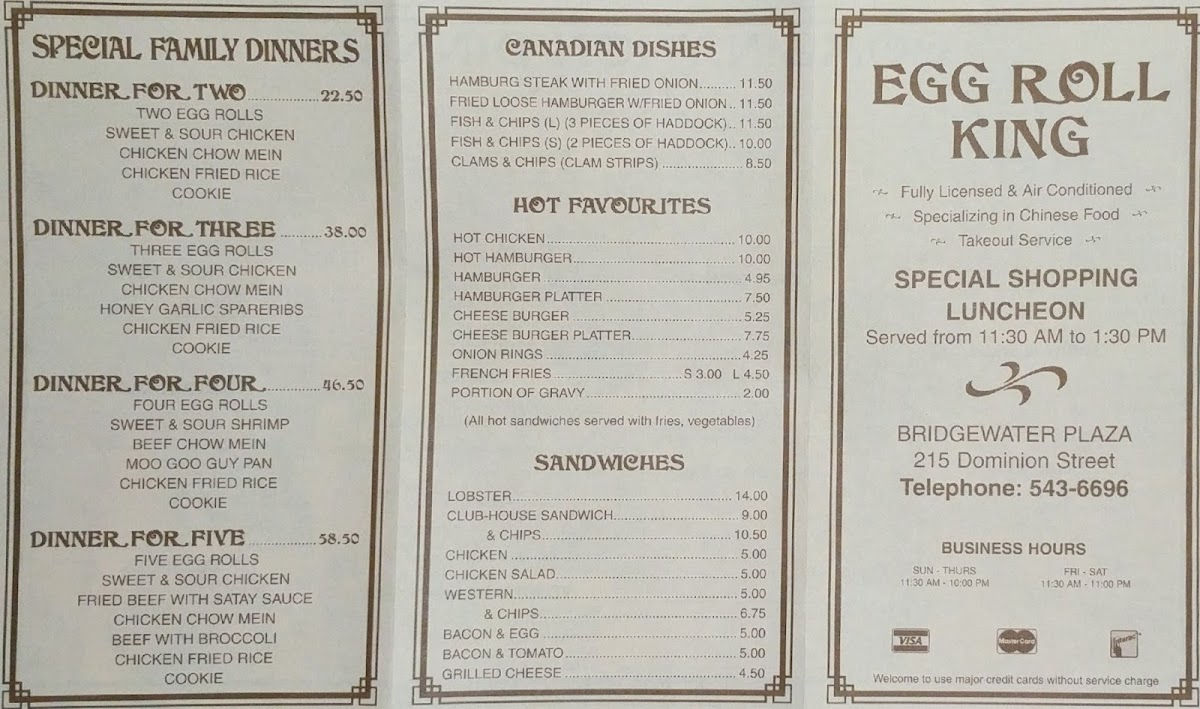 SPECIAL FAMILY DINNERS
DINNER FOR TWO..............22.50
TWO EGG ROLLS
SWEET & SOUR CHICKEN
CHICKEN CHOW MEIN
CHICKEN FRIED RICE
COOKIE
DINNER FOR THREE..........38.00
THREE EGG ROLLS
SWEET & SOUR CHICKEN
CHICKEN CHOW MEIN
HONEY GARLIC SPARERIBS
CHICKEN FRIED RICE
COOKIE
DINNER FOR FOUR.............46.50
FOUR EGG ROLLS
SWEET & SOUR SHRIMP
BEEF CHOW MEIN
MOO GOO GUY PAN
CHICKEN FRIED RICE
COOKIE
DINNER FOR FIVE..................58.50
FIVE EGG ROLLS
SWEET & SOUR CHICKEN
FRIED BEEF WITH SATAY SAUCE
CHICKEN CHOW MEIN
BEEF WITH BROCCOLI
CHICKEN FRIED RICE
COOKIE
CANADIAN DISHES
HAMBURG STEAK WITH FRIED ONION......... 11.50
FRIED LOOSE HAMBURGER W/FRIED ONION.. 11.50
FISH & CHIPS (L) (3 PIECES OF HADDOCK).. 11.50
FISH & CHIPS (S) (2 PIECES OF HADDOCK).. 10.00
CLAMS & CHIPS (CLAM STRIPS) .................... 8.50
HOT FAVOURITES
HOT CHICKEN...................................................... 10.00
HOT HAMBURGER................................................ 10.00
HAMBURGER ........................................................ 4.95
HAMBURGER PLATTER ......................................... 7.50
CHEESE BURGER ................................................. 5.25
CHEESE BURGER PLATTER.................................. 7.75
ONION RINGS ....................................................... 4.25
FRENCH FRIES.................................S 3.00 L 4.50
PORTION OF GRAVY.............................................. 2.00
(All hot sandwiches served with fries, vegetables)
SANDWICHES
LOBSTER........................................................ 14.00
CLUB-HOUSE SANDWICH................................ 9.00
& CHIPS................................................ 10.50
CHICKEN ......................................................... 5.00
CHICKEN SALAD.............................................. 5.00
WESTERN........................................................ 5.00
& CHIPS.................................................. 6.75
BACON & EGG ................................................. 5.00
BACON & TOMATO........................................... 5.00
GRILLED CHEESE ........................................... 4.50
EGG ROLL
KING
Fully Licensed & Air Conditioned
Specializing in Chinese Food
Takeout Service
SPECIAL SHOPPING
LUNCHEON
Served from 11:30 AM to 1:30 PM
BRIDGEWATER PLAZA
215 Dominion Street
Telephone: 543-6696
BUSINESS HOURS
SUN - THURS FRI - SAT
11:30 AM - 10:00 PM 11:30 AM - 11:00 PM
VISA MasterCard Interac
Welcome to use major credit cards without service charge